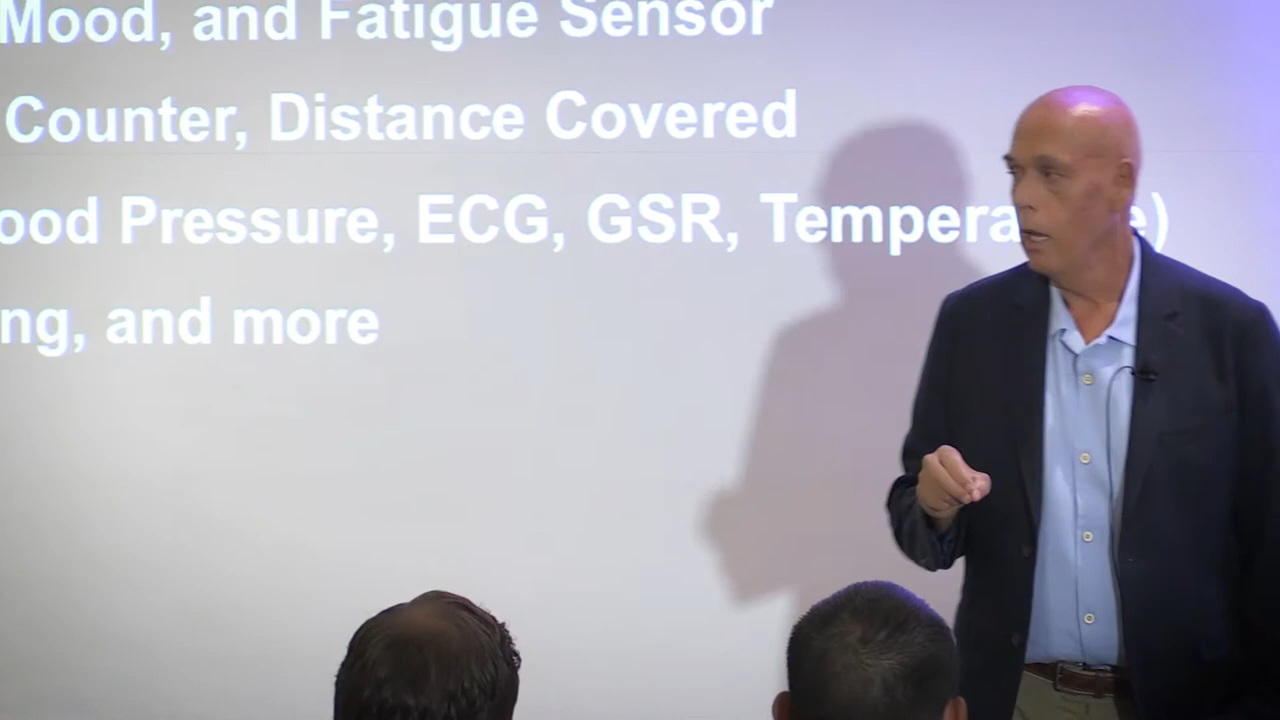 Mood, and Fatigue Sensor
Counter, Distance Covered
ood Pressure, ECG, GSR, Tempera e)
ng, and more